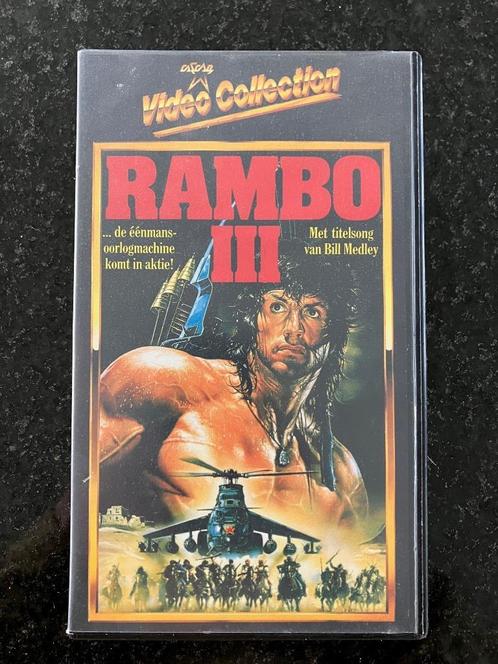 Video Collection
RAMBO
III
... de éénmans-
oorlogmachine
komt in aktie!
Met titelsong
van Bill Medley